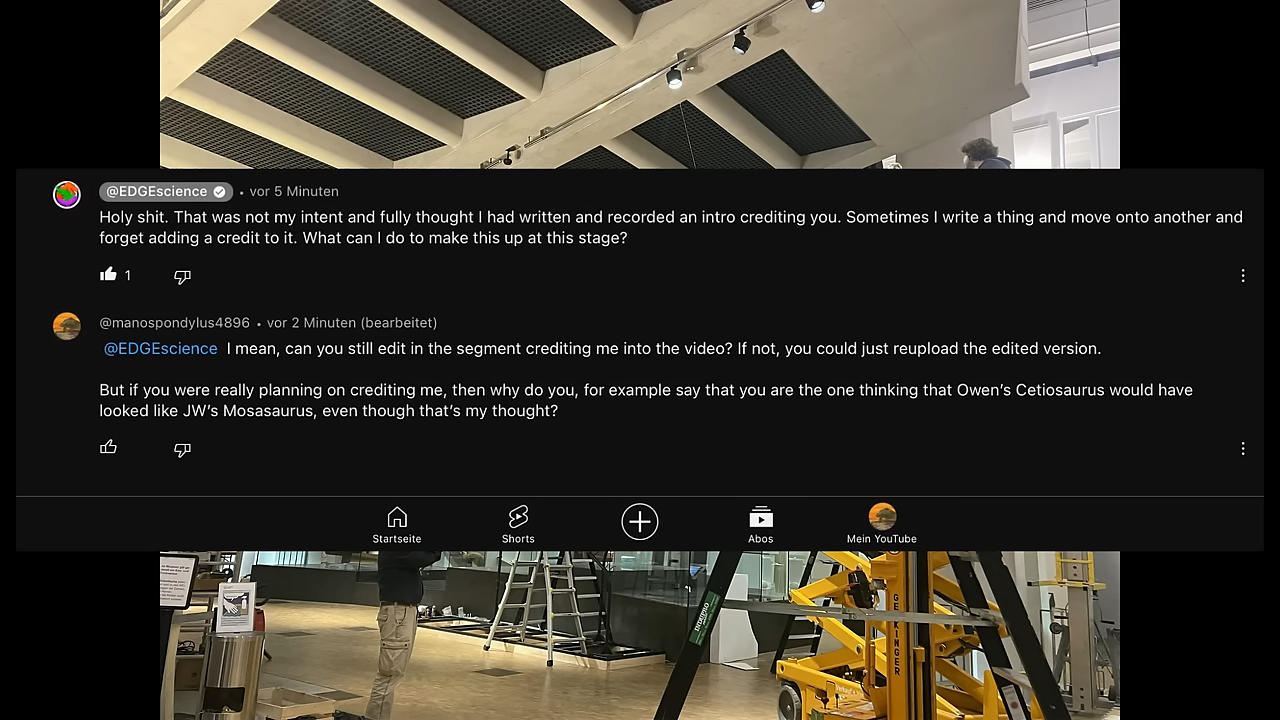 @EDGEscience • vor 5 Minuten
Holy shit. That was not my intent and fully thought I had written and recorded an intro crediting you. Sometimes I write a thing and move onto another and
forget adding a credit to it. What can I do to make this up at this stage?
1
@manospondylus4896 • vor 2 Minuten (bearbeitet)
@EDGEscience I mean, can you still edit in the segment crediting me into the video? If not, you could just reupload the edited version.
But if you were really planning on crediting me, then why do you, for example say that you are the one thinking that Owen’s Cetiosaurus would have
looked like JW’s Mosasaurus, even though that’s my thought?
Startseite
Shorts
Abos
Mein YouTube
GERKINGER